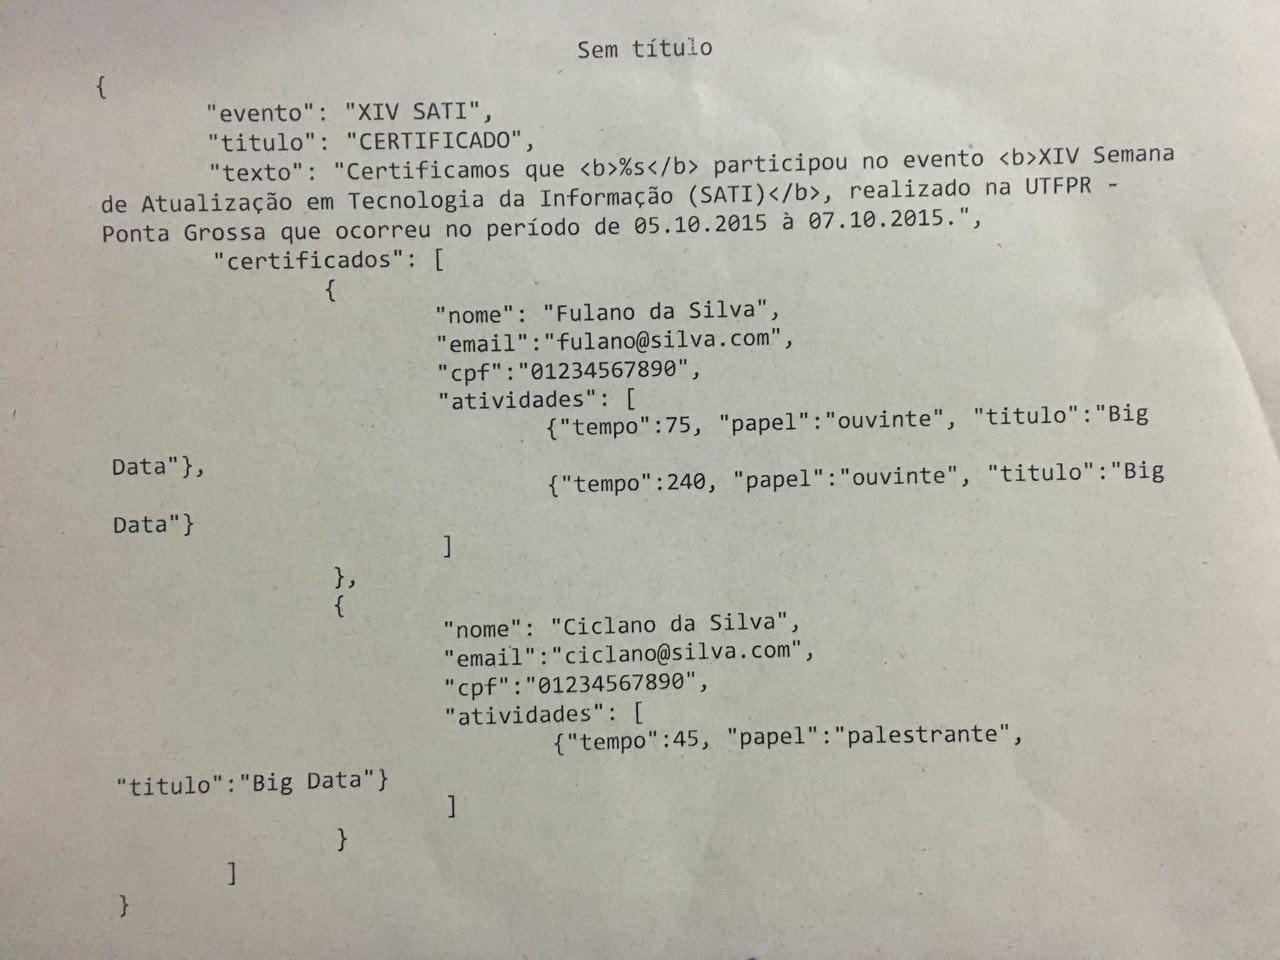 Sem título
{
"evento": "XIV SATI",
"titulo": "CERTIFICADO",
"texto": "Certificamos que <b>%s</b> participou no evento <b>XIV Semana
de Atualização em Tecnologia da Informação (SATI)</b>, realizado na UTFPR -
Ponta Grossa que ocorreu no período de 05.10.2015 à 07.10.2015.",
"certificados": [
{
"nome": "Fulano da Silva",
"email":"fulano@silva.com",
"cpf":"01234567890",
"atividades": [
{"tempo":75, "papel":"ouvinte", "titulo":"Big
Data"},
{"tempo":240, "papel":"ouvinte", "titulo":"Big
Data"}
]
},
{
"nome": "Ciclano da Silva",
"email":"ciclano@silva.com",
"cpf":"01234567890",
"atividades": [
{"tempo":45, "papel":"palestrante",
"titulo":"Big Data"}
]
}
]
}